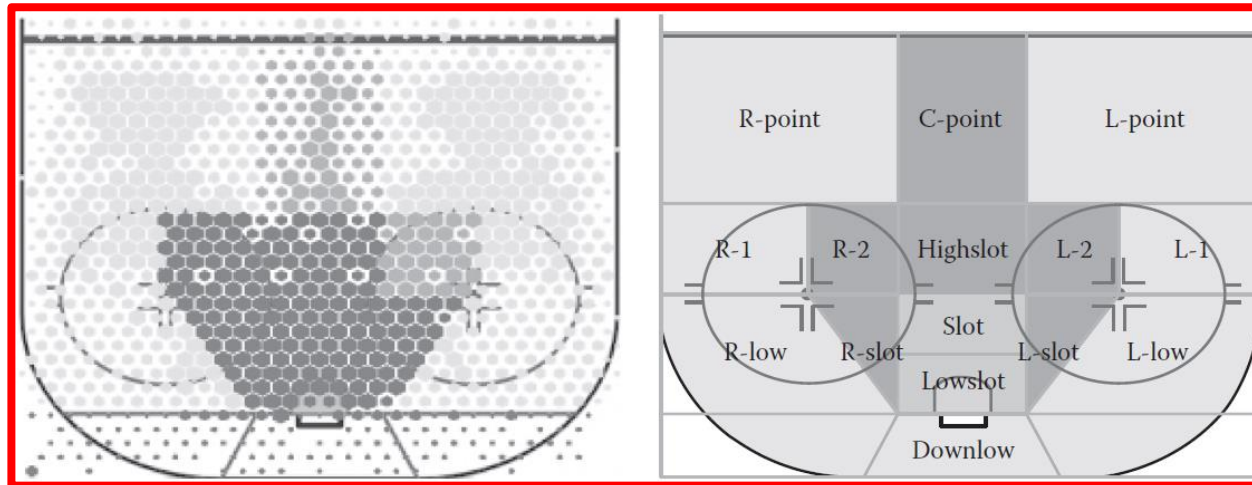 R-point C-point L-point
R-1 R-2 Highslot L-2 L-1
Slot
R-low R-slot L-slot L-low
Lowslot
Downlow